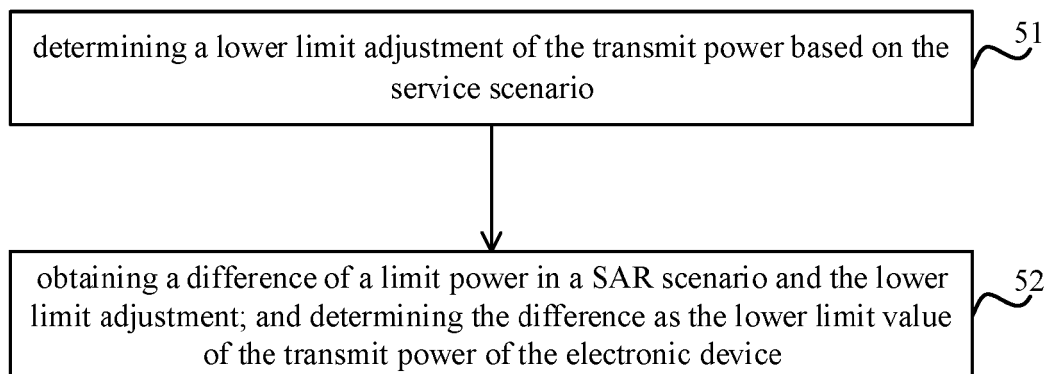 determining a lower limit adjustment of the transmit power based on the
service scenario
51
obtaining a difference of a limit power in a SAR scenario and the lower
limit adjustment; and determining the difference as the lower limit value
of the transmit power of the electronic device
52